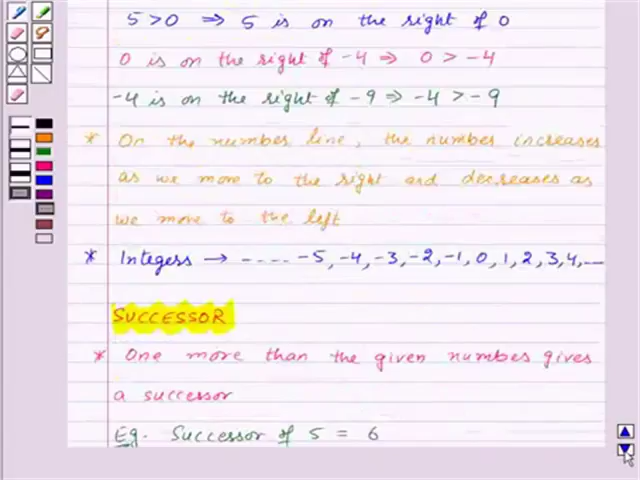 5 > 0 ⇒ 5 is on the right of 0
0 is on the right of -4 ⇒ 0 > -4
-4 is on the right of -9 ⇒ -4 > -9
* On the number line, the number increases
as we move to the right and decreases as
we move to the left
* Integers → ---- -5, -4, -3, -2, -1, 0, 1, 2, 3, 4, ---
SUCCESSOR
* One more than the given number gives
a successor
Eg. Successor of 5 = 6